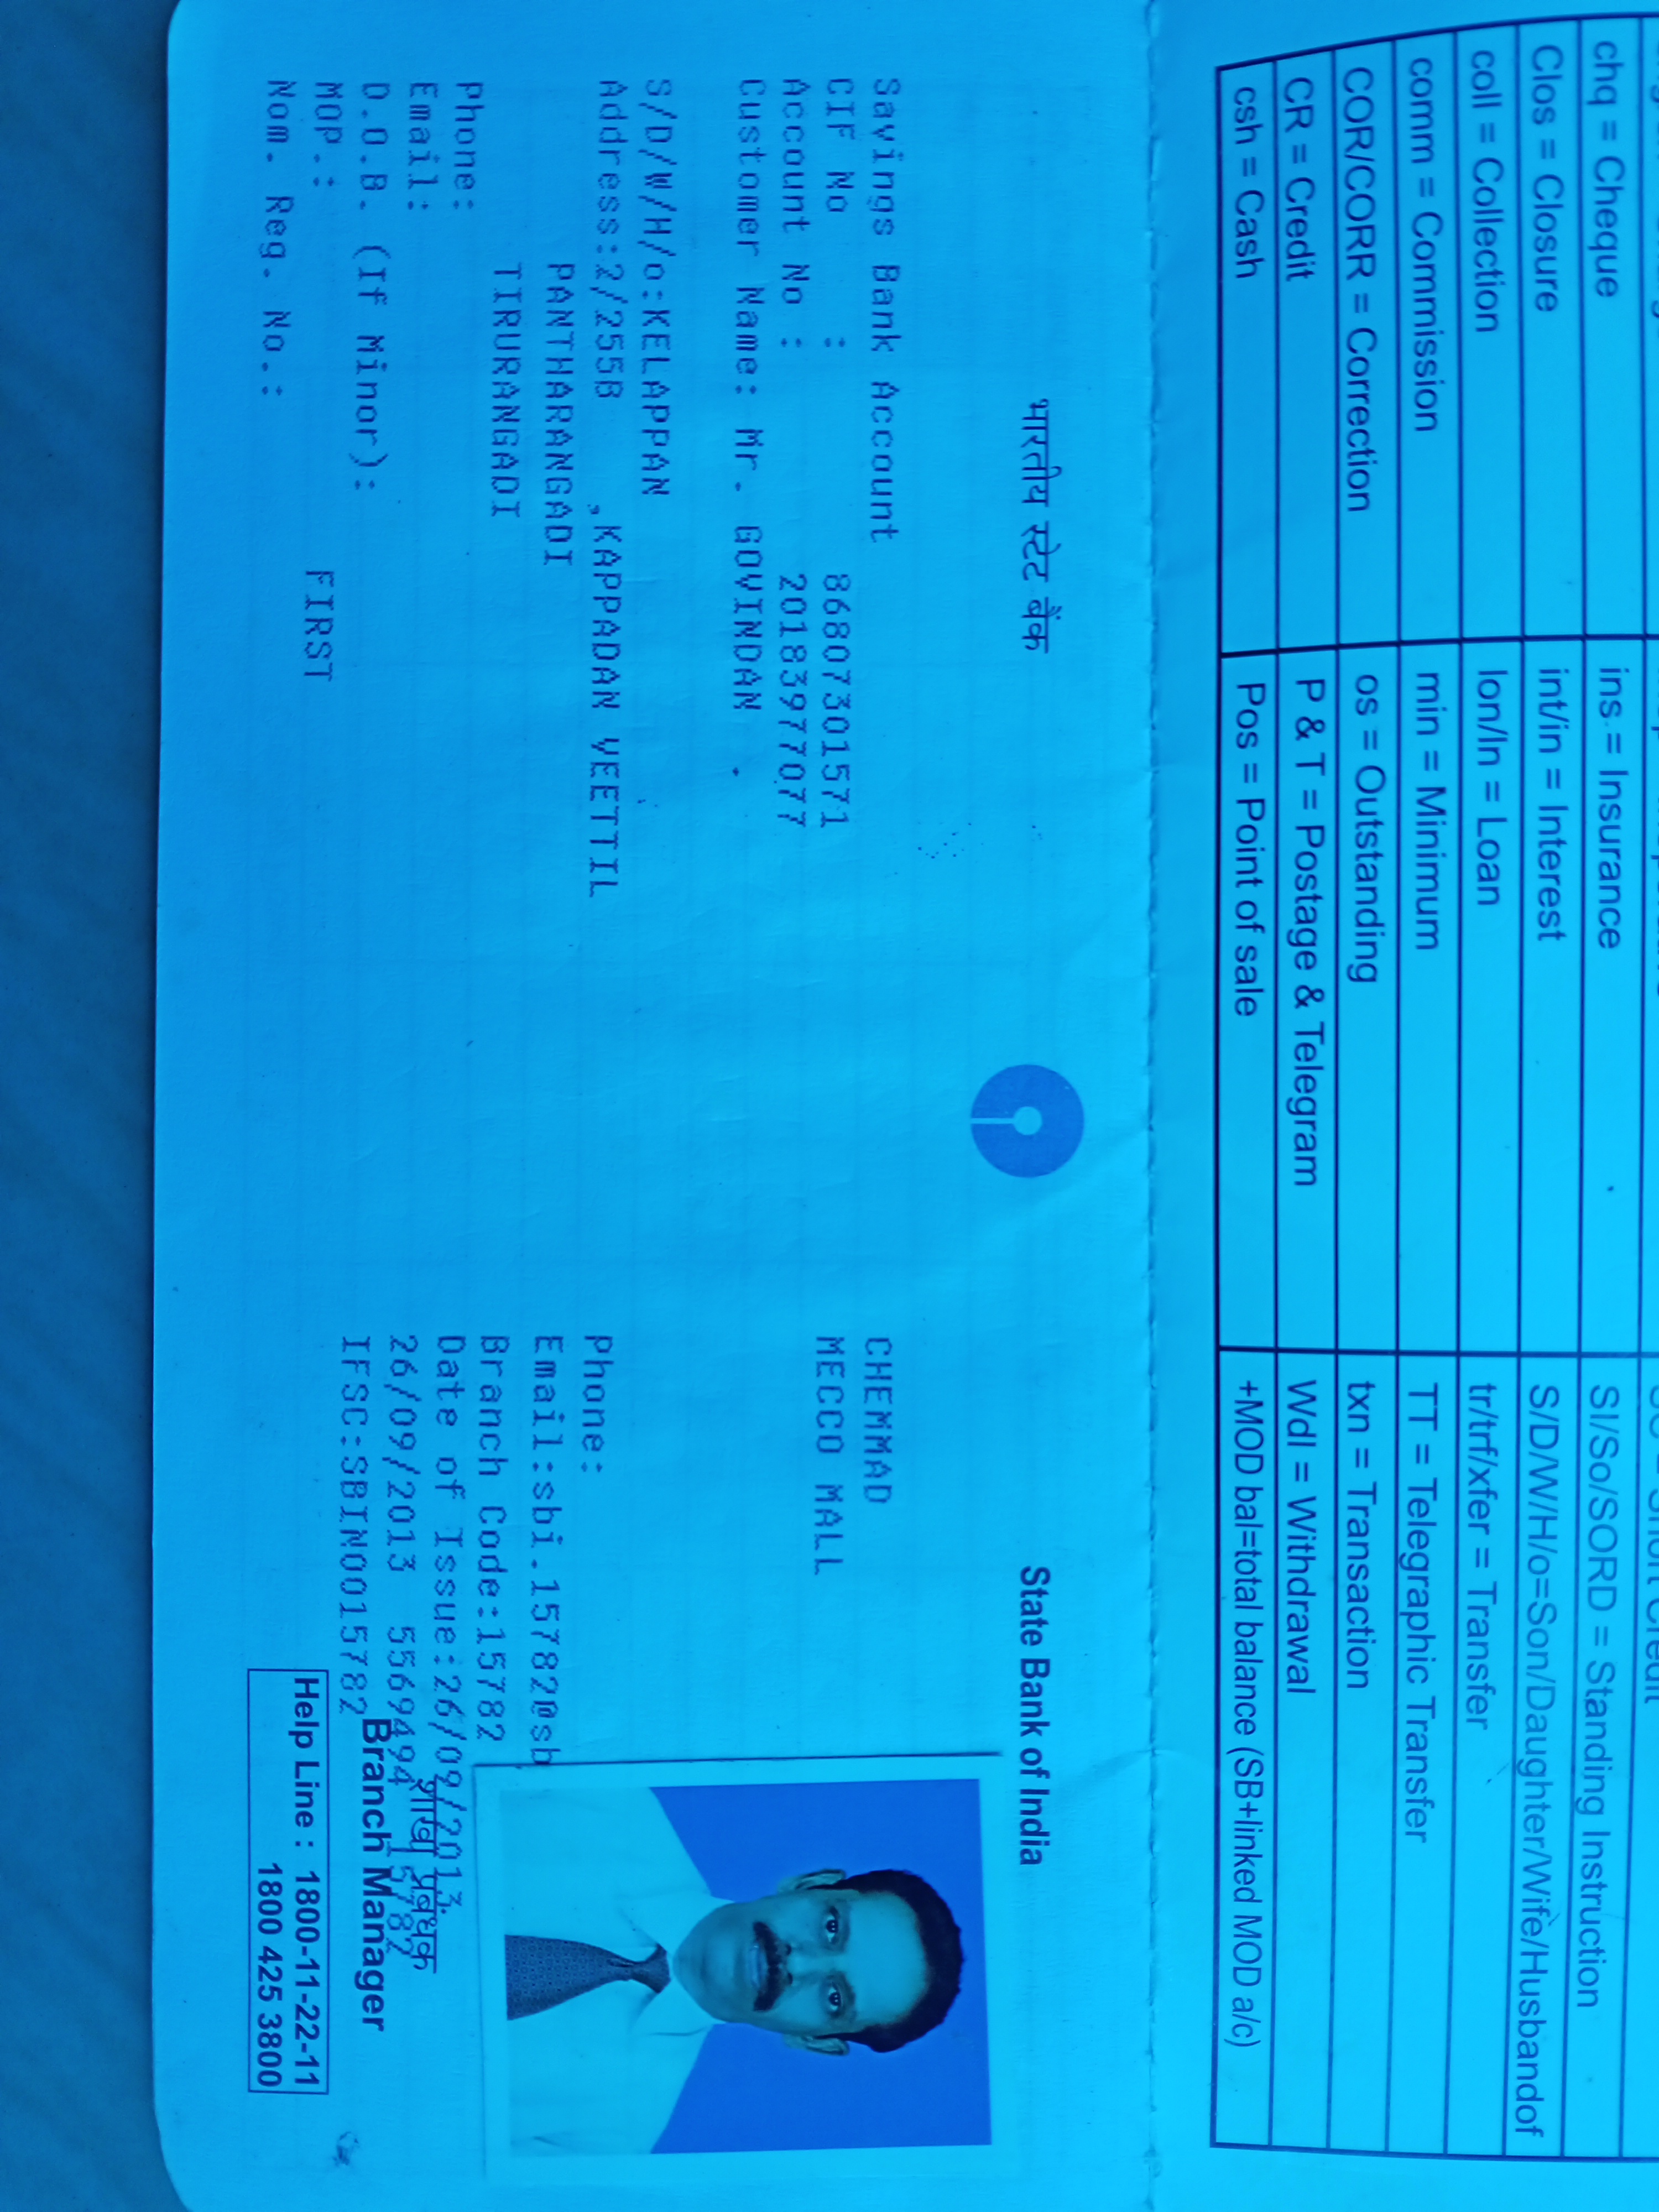 chq = Cheque ins. = Insurance SI/So/SORD = Standing Instruction
Clos = Closure int/in = Interest S/D/W/H/o=Son/Daughter/Wife/Husbandof
coll = Collection lon/ln = Loan tr/trf/xfer = Transfer
comm = Commission min = Minimum TT = Telegraphic Transfer
COR/CORR = Correction os = Outstanding txn = Transaction
CR = Credit P & T = Postage & Telegram Wdl = Withdrawal
csh = Cash Pos = Point of sale +MOD bal=total balance (SB+linked MOD a/c)
भारतीय स्टेट बैंक State Bank of India
Savings Bank Account CHEMMAD
CIF No : 86807301571 MECCO MALL
Account No : 20183977077
Customer Name: Mr. GOVINDAN .
S/D/W/H/o:KELAPPAN
Address:2/255B ,KAPPADAN VEETTIL Phone:
PANTHARANGADI Email:sbi.15782@sb
TIRURANGADI Branch Code:15782
Phone: Date of Issue:26/09/2013
Email: 26/09/2013 5569494 15782
शाखा प्रबंधक
D.O.B. (If Minor): IFSC:SBIN0015782
Branch Manager
MOP.: FIRST
Nom. Reg. No.:
Help Line : 1800-11-22-11
1800 425 3800